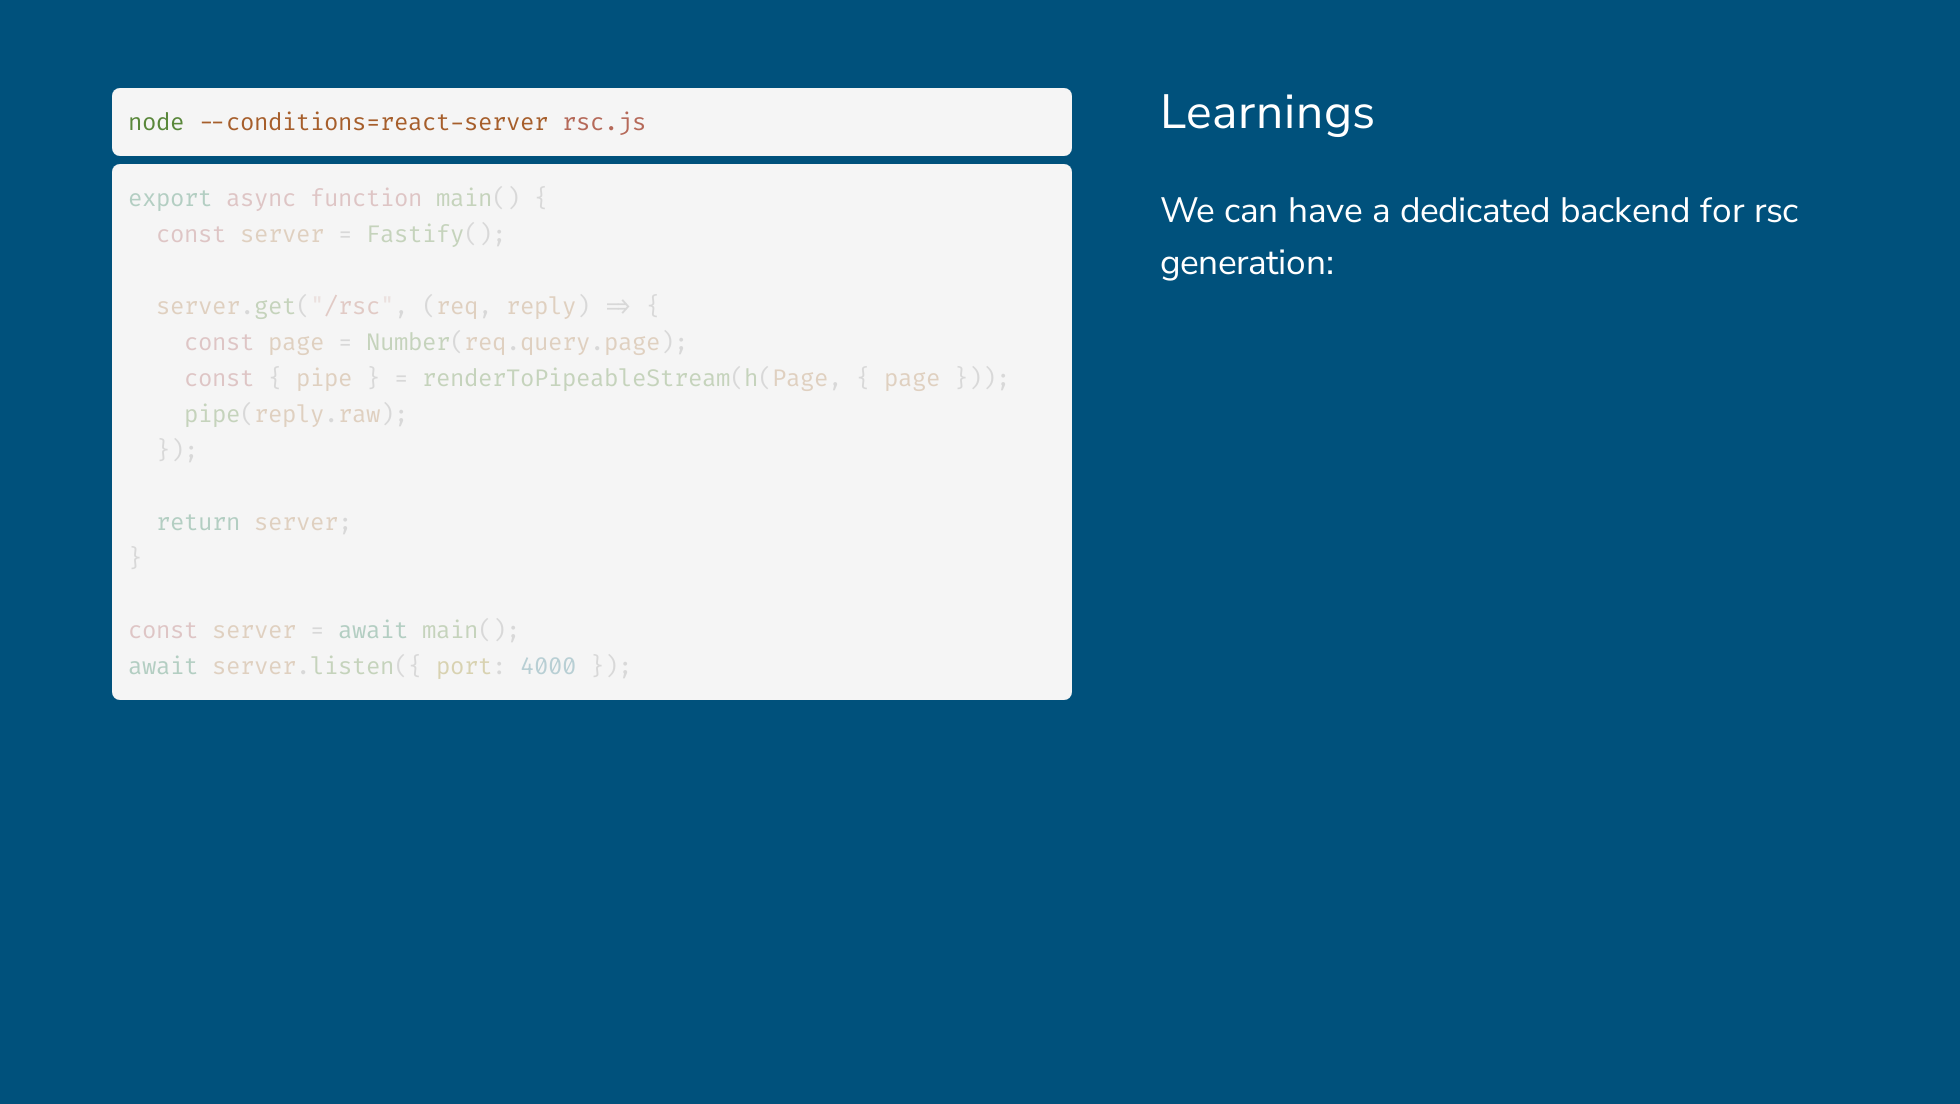 node --conditions=react-server rsc.js
export async function main() {
  const server = Fastify();
  server.get("/rsc", (req, reply) => {
    const page = Number(req.query.page);
    const { pipe } = renderToPipeableStream(h(Page, { page }));
    pipe(reply.raw);
  });
  return server;
}
const server = await main();
await server.listen({ port: 4000 });
Learnings
We can have a dedicated backend for rsc
generation: